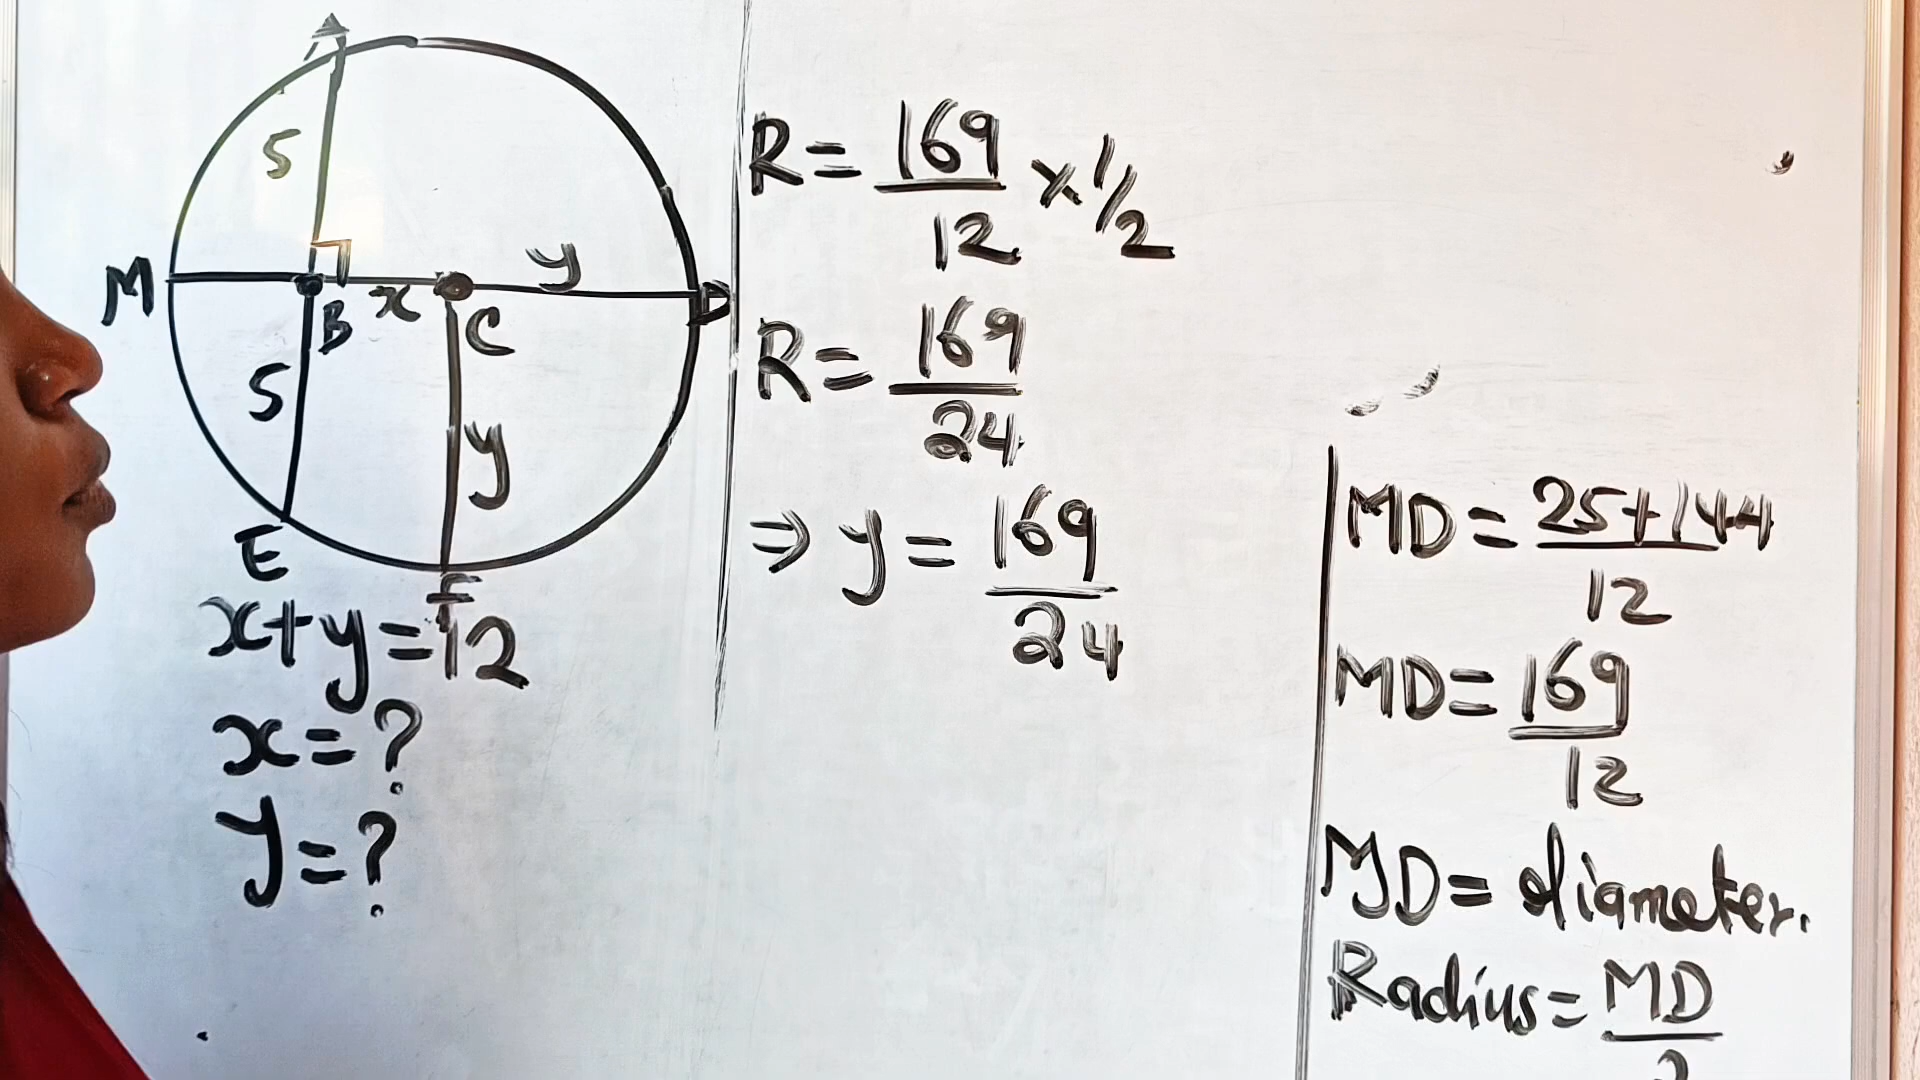 A
5
M
B
x
C
y
D
5
y
E
F
x+y=12
x=?
y=?
R= 169/12 x 1/2
R= 169/24
⇒ y = 169/24
MD= 25+144/12
MD= 169/12
MD= diameter.
Radius= MD/2